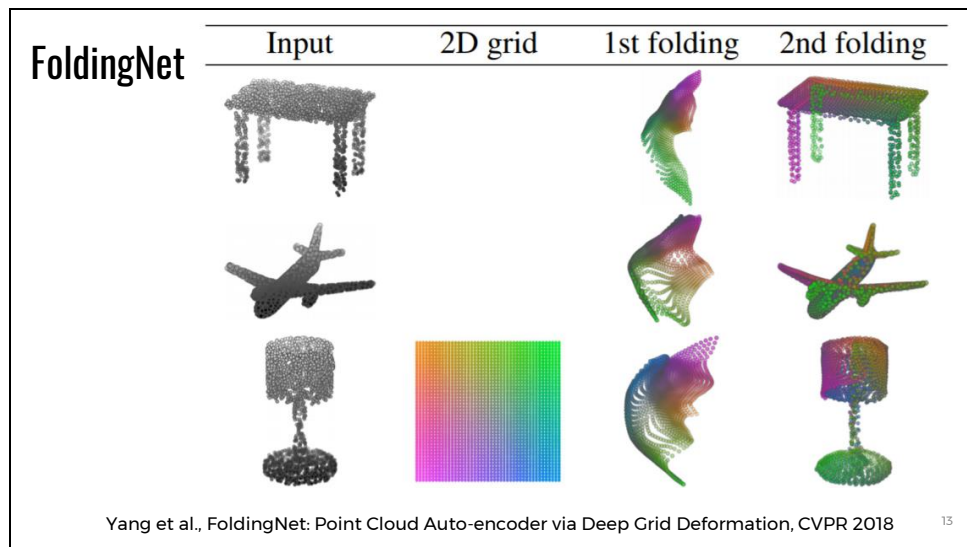 FoldingNet
Input 2D grid 1st folding 2nd folding
Yang et al., FoldingNet: Point Cloud Auto-encoder via Deep Grid Deformation, CVPR 2018
13